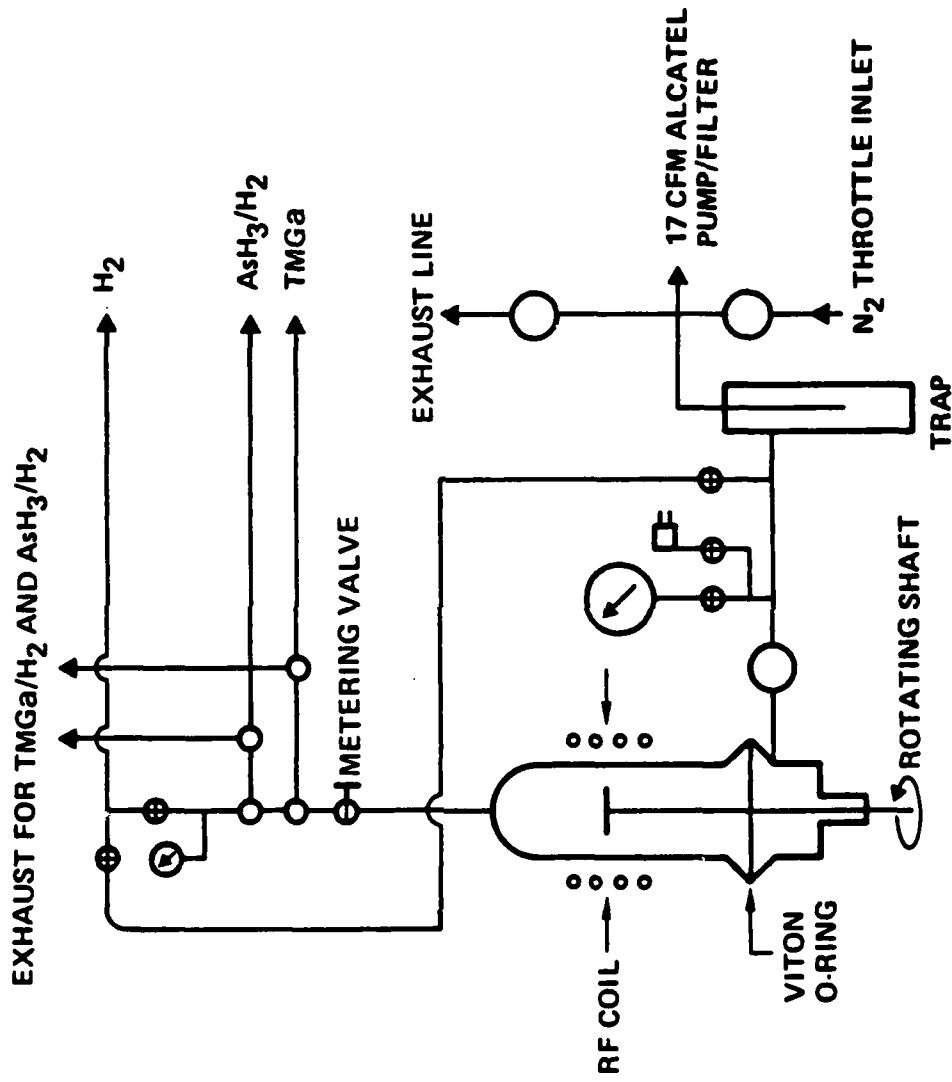 EXHAUST FOR TMGa/H2 AND AsH3/H2
H2
AsH3/H2
TMGa
METERING VALVE
EXHAUST LINE
17 CFM ALCATEL
PUMP/FILTER
N2 THROTTLE INLET
TRAP
RF COIL
VITON
O-RING
ROTATING SHAFT